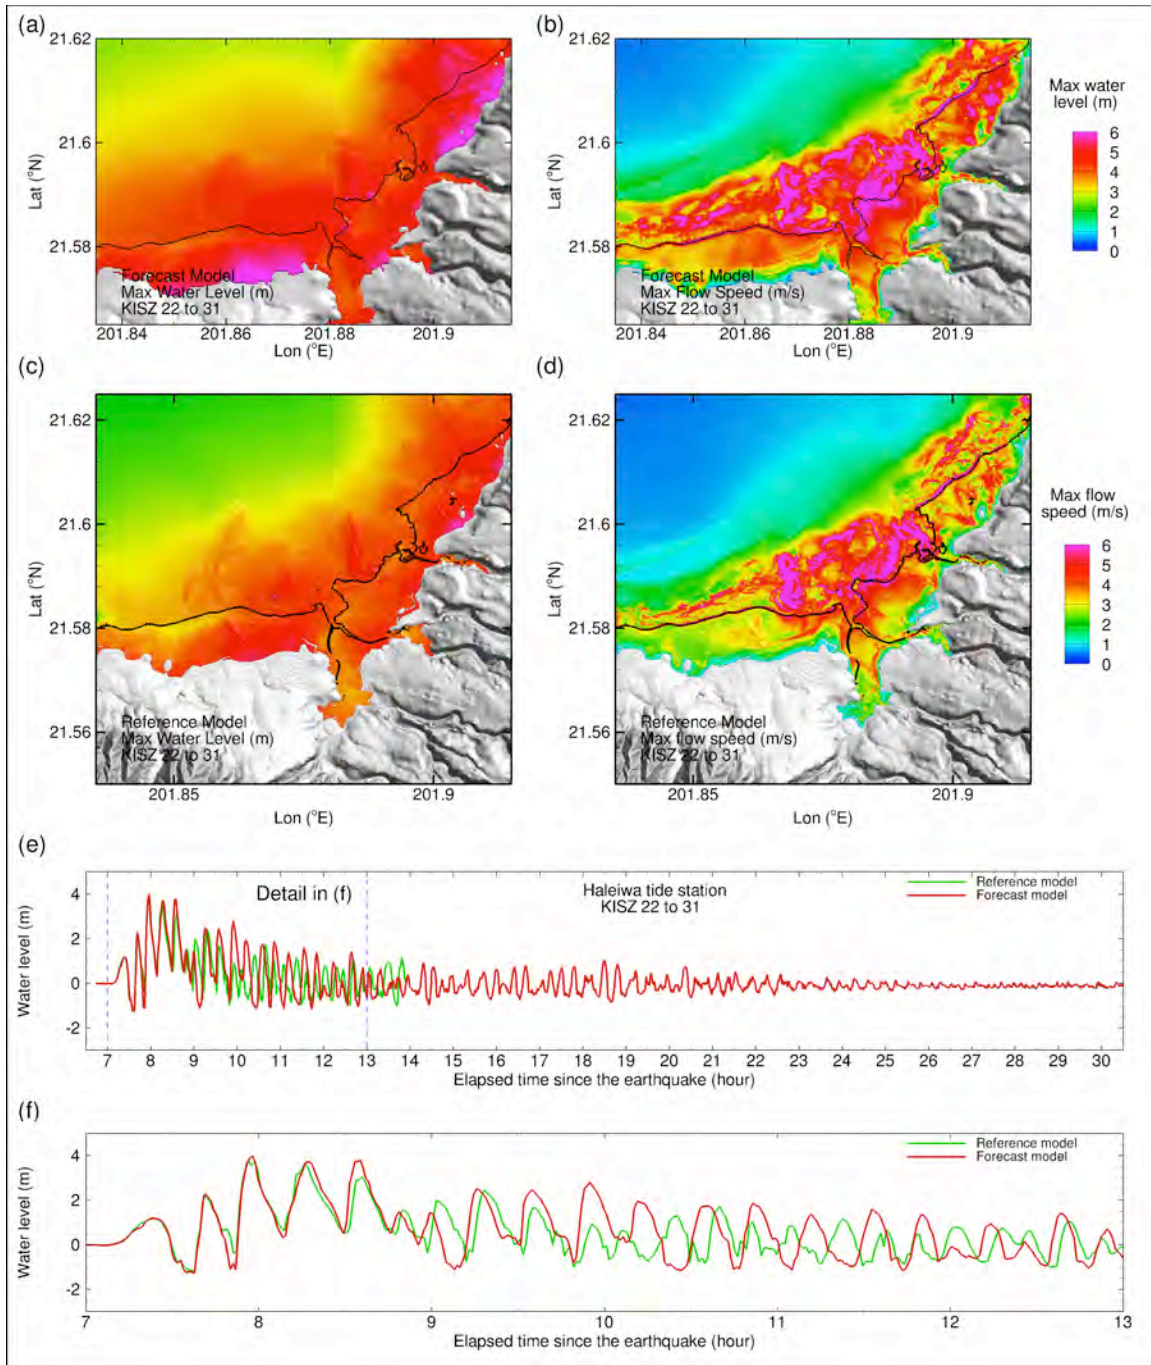 (a)
(b)
21.62
21.6
21.58
Lat (°N)
Forecast Model
Max Water Level (m)
KISZ 22 to 31
201.84
201.86
201.88
201.9
Lon (°E)
21.62
21.6
21.58
Lat (°N)
Forecast Model
Max Flow Speed (m/s)
KISZ 22 to 31
201.84
201.86
201.88
201.9
Lon (°E)
Max water
level (m)
6
5
4
3
2
1
0
(c)
(d)
21.62
21.6
21.58
21.56
Lat (°N)
Reference Model
Max Water Level (m)
KISZ 22 to 31
201.85
201.9
Lon (°E)
21.62
21.6
21.58
21.56
Lat (°N)
Reference Model
Max flow speed (m/s)
KISZ 22 to 31
201.85
201.9
Lon (°E)
Max flow
speed (m/s)
6
5
4
3
2
1
0
(e)
Detail in (f)
Haleiwa tide station
KISZ 22 to 31
Reference model
Forecast model
Water level (m)
4
2
0
-2
7 8 9 10 11 12 13 14 15 16 17 18 19 20 21 22 23 24 25 26 27 28 29 30
Elapsed time since the earthquake (hour)
(f)
Reference model
Forecast model
Water level (m)
4
2
0
-2
7 8 9 10 11 12 13
Elapsed time since the earthquake (hour)